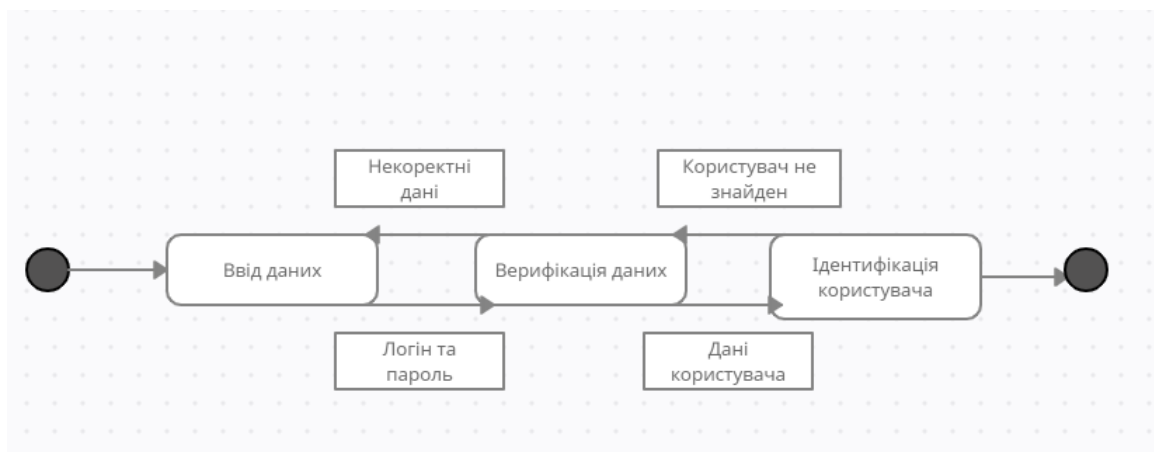 Некоректні
дані
Користувач не
знайден
Ввід даних
Верифікація даних
Ідентифікація
користувача
Логін та
пароль
Дані
користувача